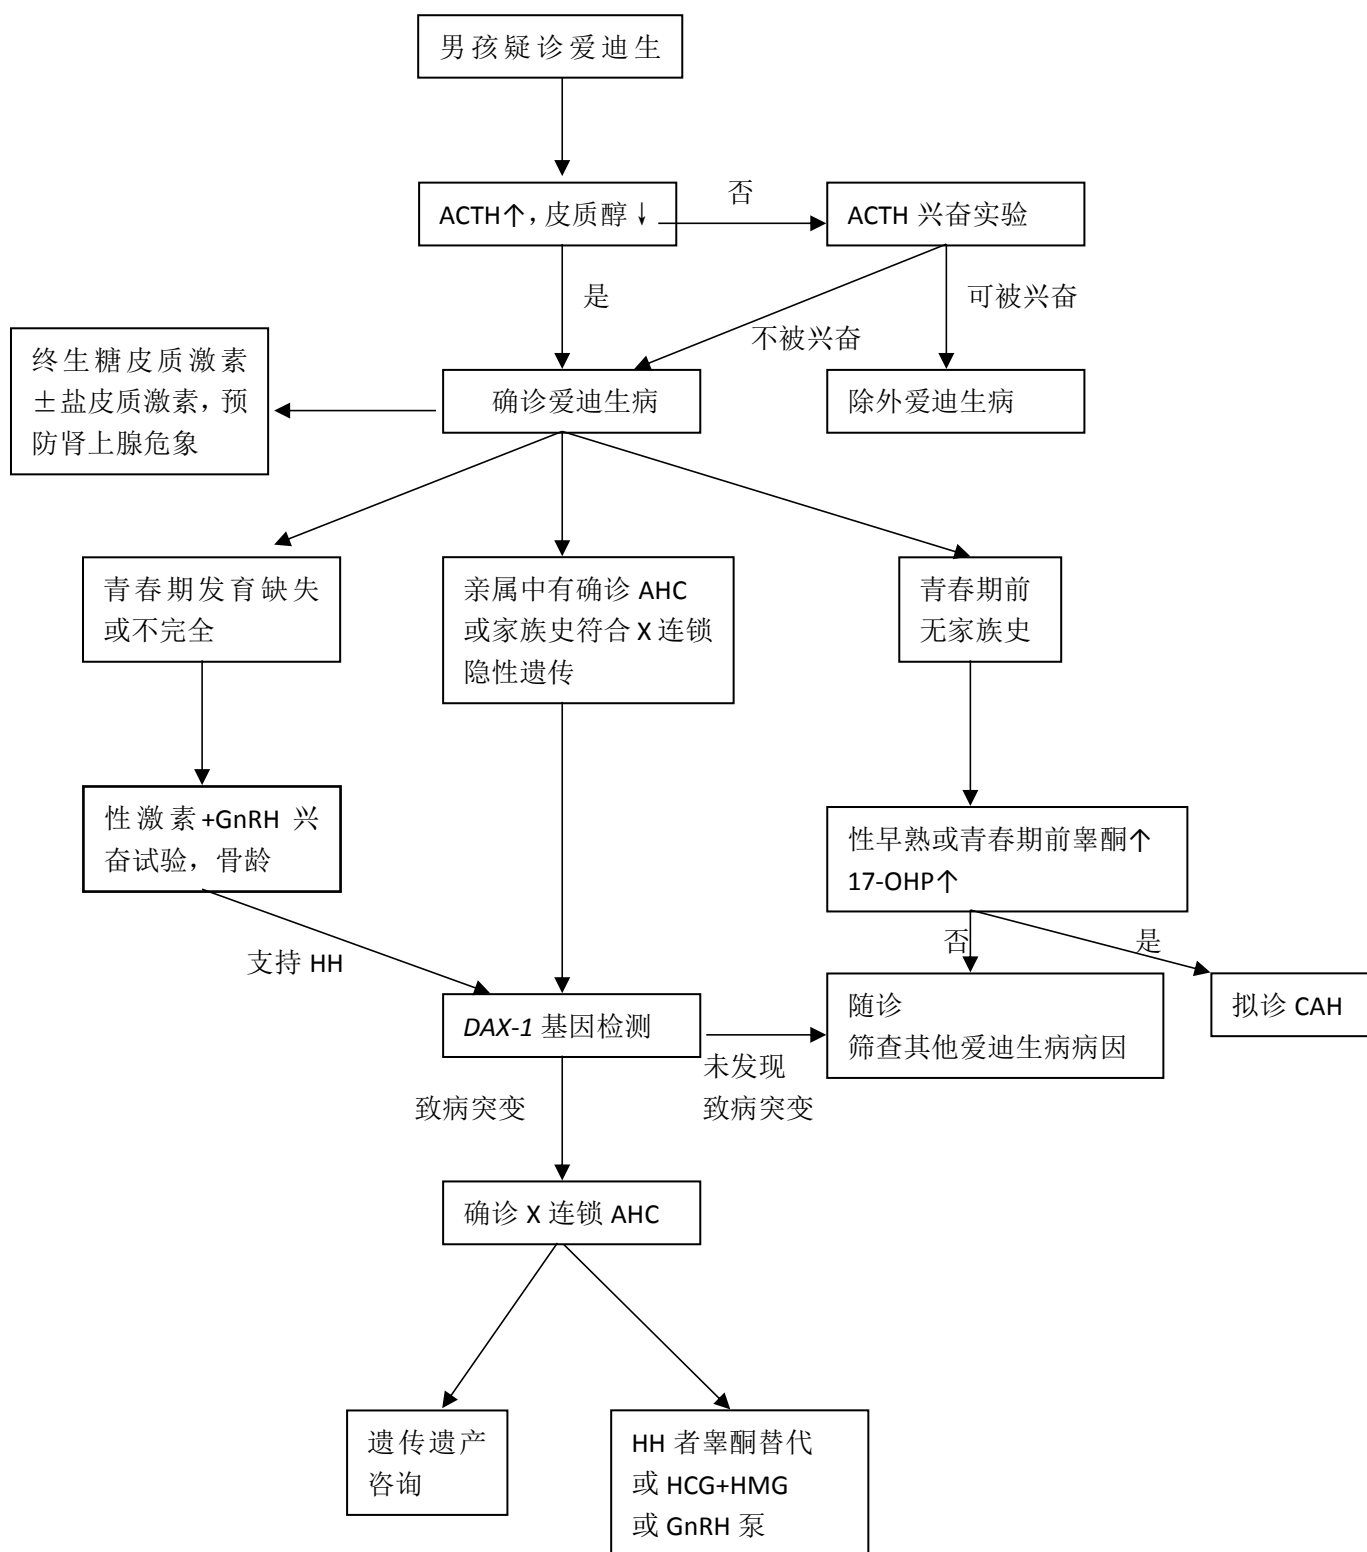 男孩疑诊爱迪生
ACTH↑，皮质醇↓
否
ACTH 兴奋实验
是
不被兴奋
可被兴奋
终生糖皮质激素
±盐皮质激素，预
防肾上腺危象
确诊爱迪生病
除外爱迪生病
青春期发育缺失
或不完全
亲属中有确诊 AHC
或家族史符合 X 连锁
隐性遗传
青春期前
无家族史
性激素+GnRH 兴
奋试验，骨龄
性早熟或青春期前睾酮↑
17-OHP↑
支持 HH
否
是
DAX-1 基因检测
随诊
筛查其他爱迪生病病因
拟诊 CAH
致病突变
未发现
致病突变
确诊 X 连锁 AHC
遗传遗产
咨询
HH 者睾酮替代
或 HCG+HMG
或 GnRH 泵